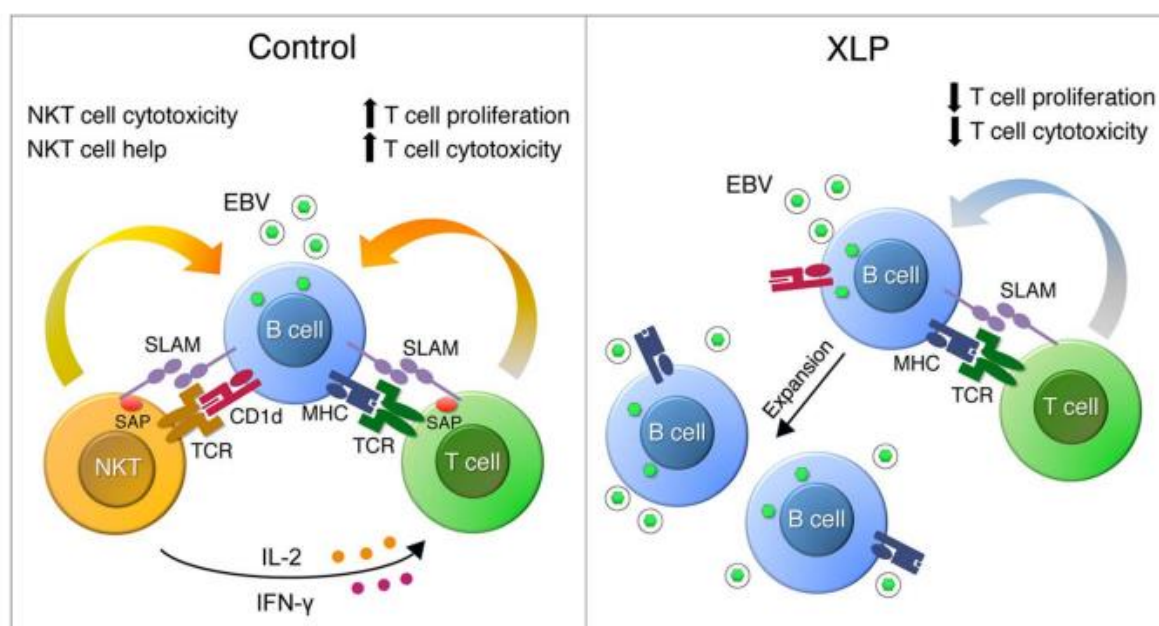 Control
NKT cell cytotoxicity
NKT cell help
T cell proliferation
T cell cytotoxicity
EBV
B cell
SLAM
SLAM
SAP
TCR
CD1d
MHC
TCR
SAP
NKT
T cell
IL-2
IFN-γ
XLP
T cell proliferation
T cell cytotoxicity
EBV
B cell
SLAM
MHC
TCR
T cell
Expansion
B cell
B cell